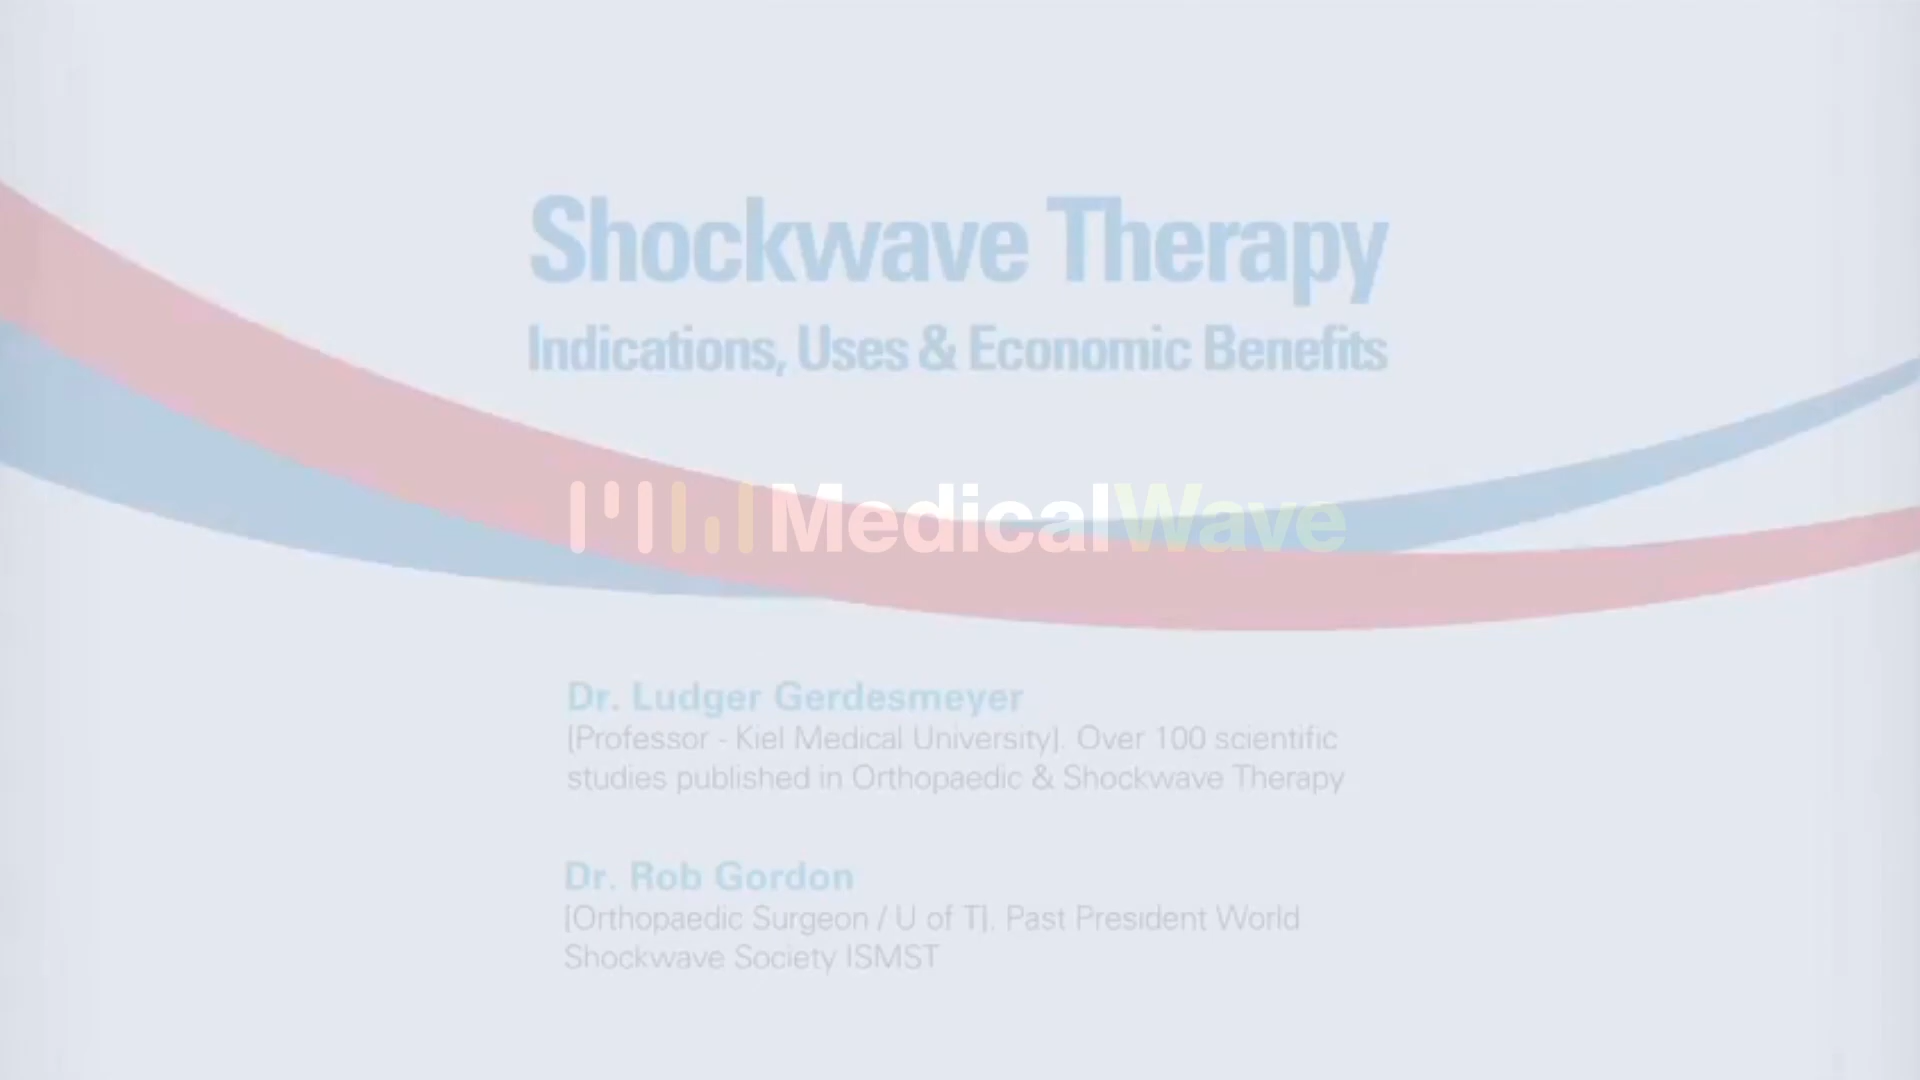 Shockwave Therapy
Indications, Uses & Economic Benefits
MedicalWave
Dr. Ludger Gerdesmeyer
(Professor - Kiel Medical University). Over 100 scientific
studies published in Orthopaedic & Shockwave Therapy
Dr. Rob Gordon
(Orthopaedic Surgeon / U of T). Past President World
Shockwave Society ISMST